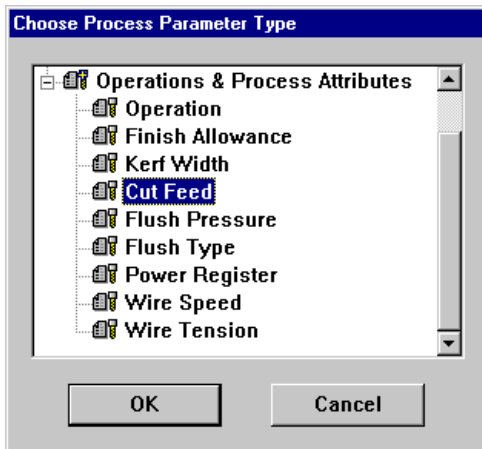 Choose Process Parameter Type
Operations & Process Attributes
Operation
Finish Allowance
Kerf Width
Cut Feed
Flush Pressure
Flush Type
Power Register
Wire Speed
Wire Tension
OK Cancel